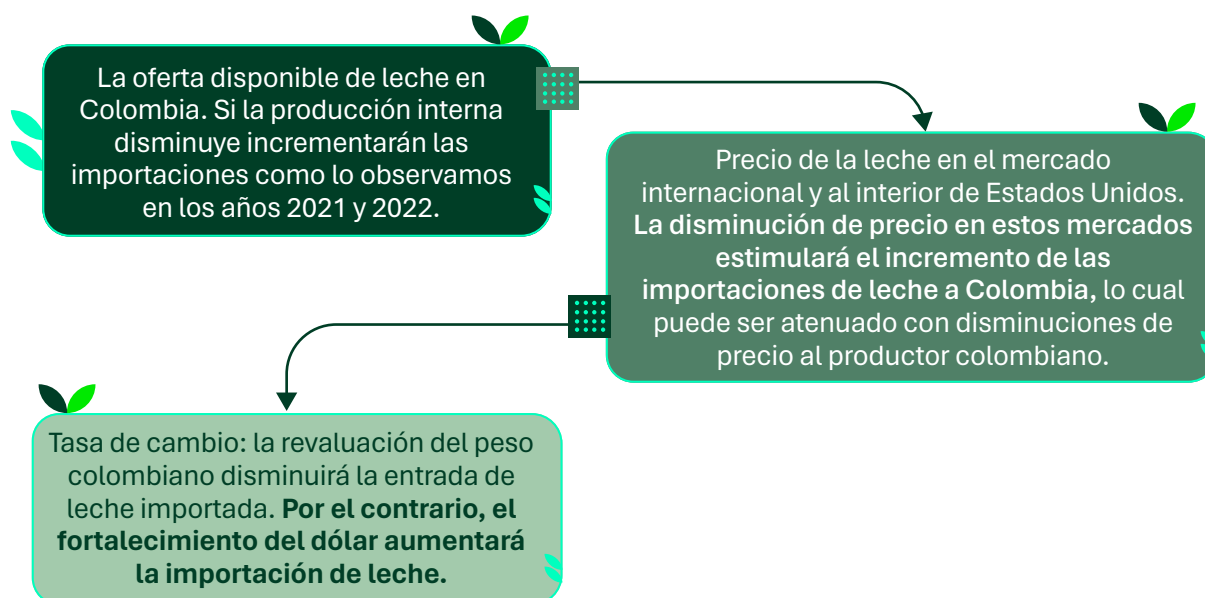 La oferta disponible de leche en
Colombia. Si la producción interna
disminuye incrementarán las
importaciones como lo observamos
en los años 2021 y 2022.
Precio de la leche en el mercado
internacional y al interior de Estados Unidos.
La disminución de precio en estos mercados
estimulará el incremento de las
importaciones de leche a Colombia, lo cual
puede ser atenuado con disminuciones de
precio al productor colombiano.
Tasa de cambio: la revaluación del peso
colombiano disminuirá la entrada de
leche importada. Por el contrario, el
fortalecimiento del dólar aumentará
la importación de leche.